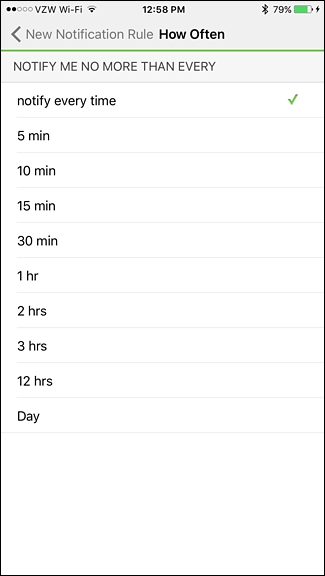 VZW Wi-Fi 12:58 PM 79%
New Notification Rule How Often
NOTIFY ME NO MORE THAN EVERY
notify every time
5 min
10 min
15 min
30 min
1 hr
2 hrs
3 hrs
12 hrs
Day